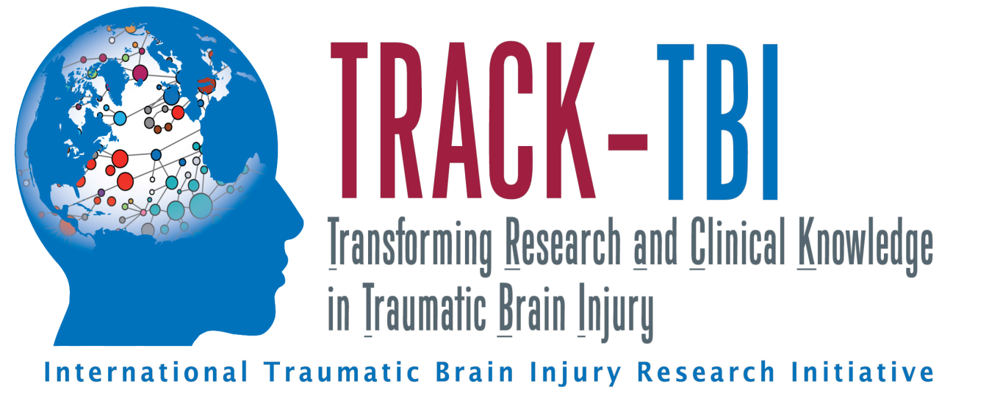 TRACK-TBI
Transforming Research and Clinical Knowledge
in Traumatic Brain Injury
International Traumatic Brain Injury Research Initiative